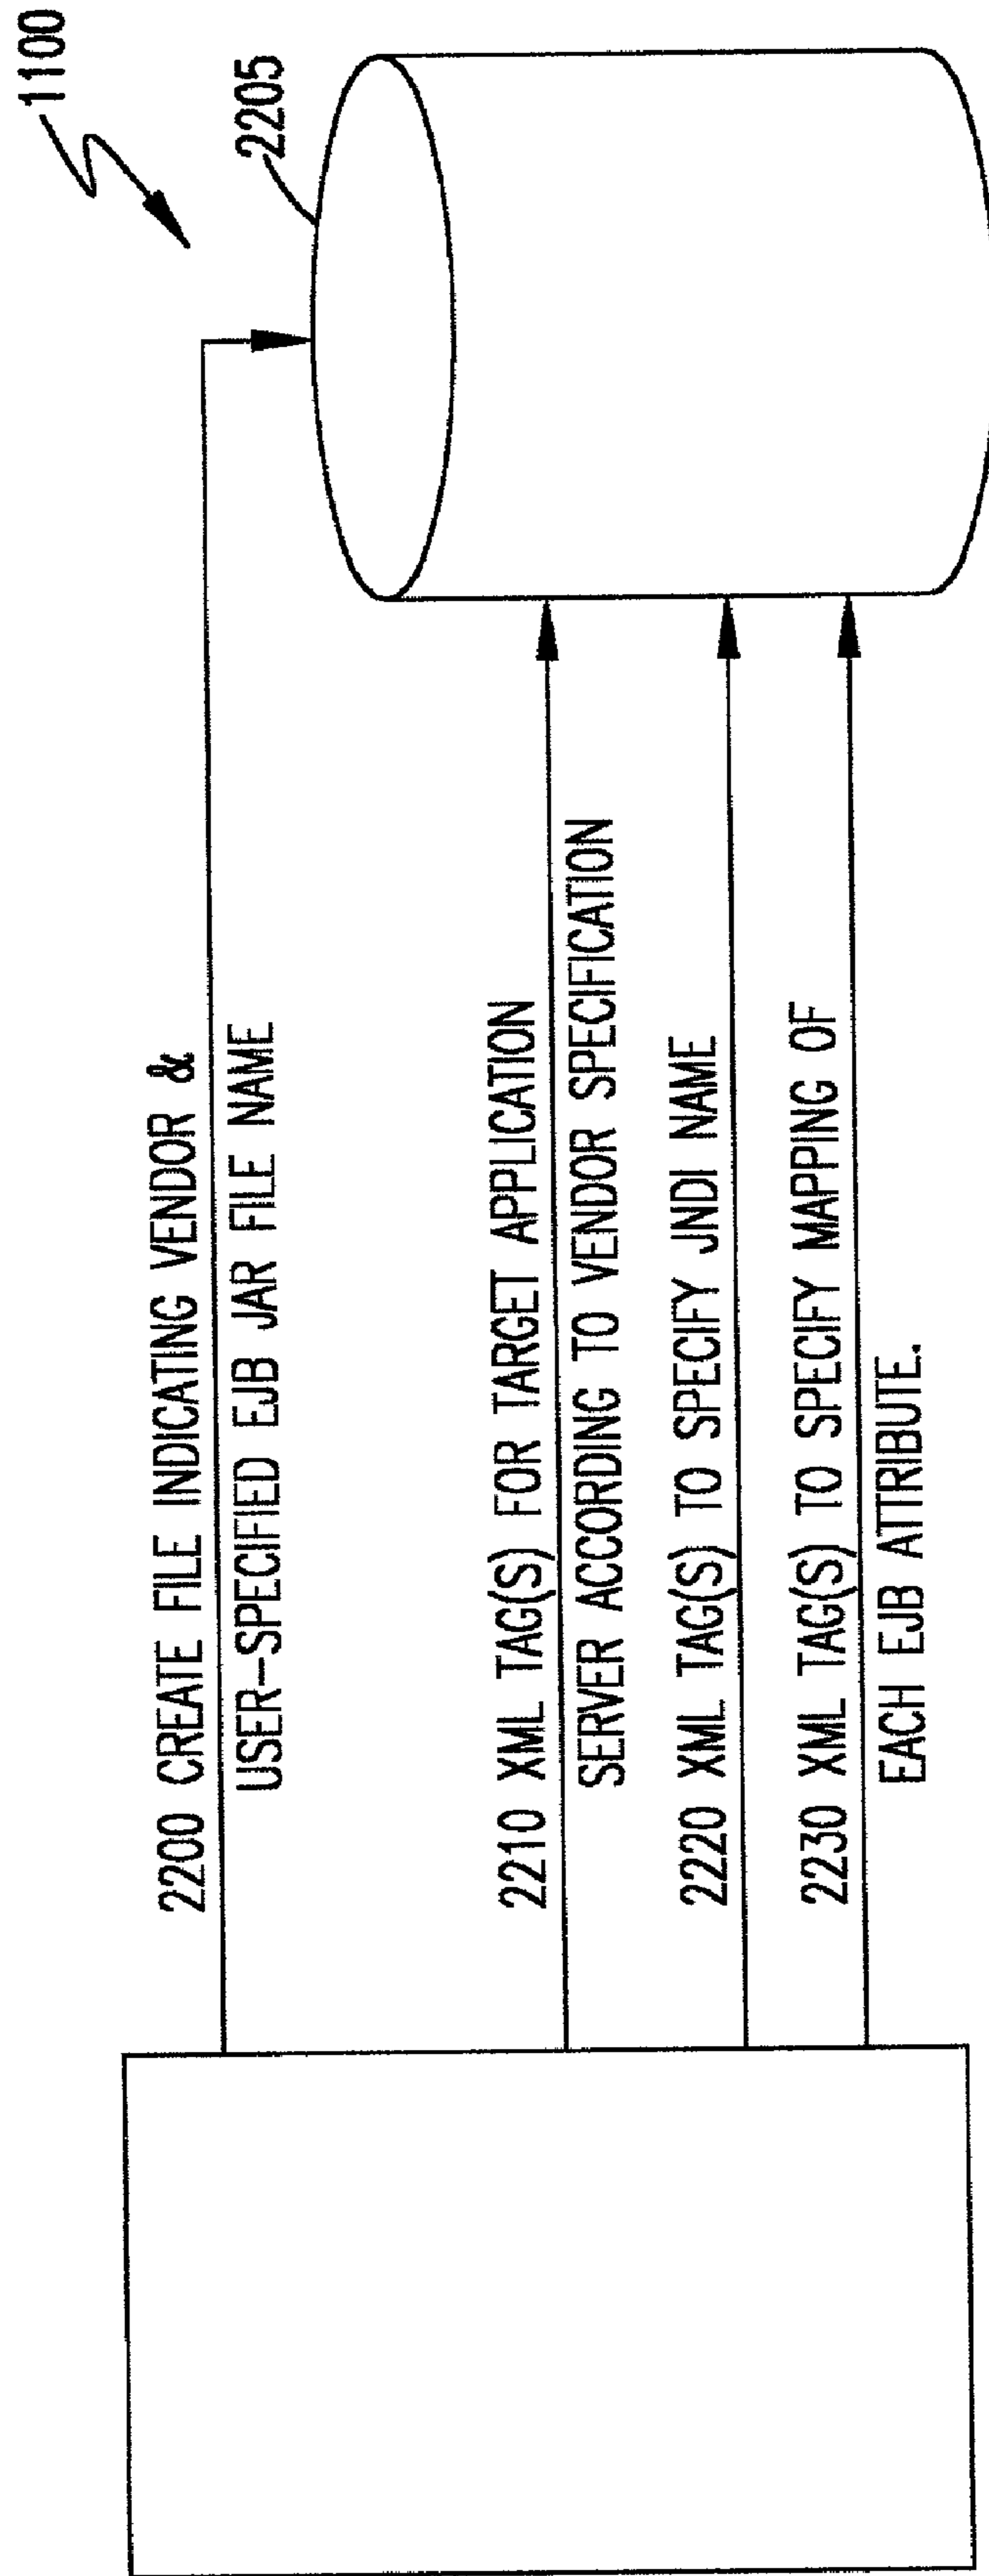 1100
2205
2200 CREATE FILE INDICATING VENDOR &
USER-SPECIFIED EJB JAR FILE NAME
2210 XML TAG(S) FOR TARGET APPLICATION
SERVER ACCORDING TO VENDOR SPECIFICATION
2220 XML TAG(S) TO SPECIFY JNDI NAME
2230 XML TAG(S) TO SPECIFY MAPPING OF
EACH EJB ATTRIBUTE.